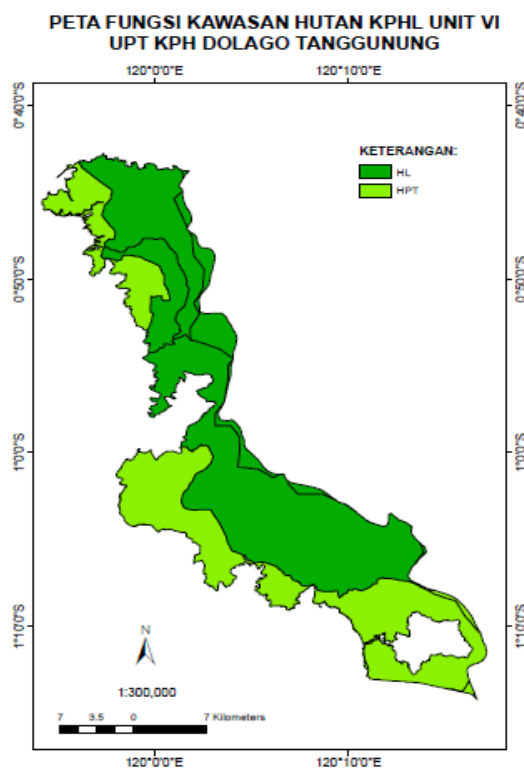 PETA FUNGSI KAWASAN HUTAN KPHL UNIT VI
UPT KPH DOLAGO TANGGUNUNG
120°0'0"E 120°10'0"E
0°40'0"S 0°40'0"S
KETERANGAN:
HL
HPT
0°50'0"S 0°50'0"S
1°0'0"S 1°0'0"S
1°10'0"S 1°10'0"S
N
1:300,000
7 3.5 0 7 Kilometers
120°0'0"E 120°10'0"E